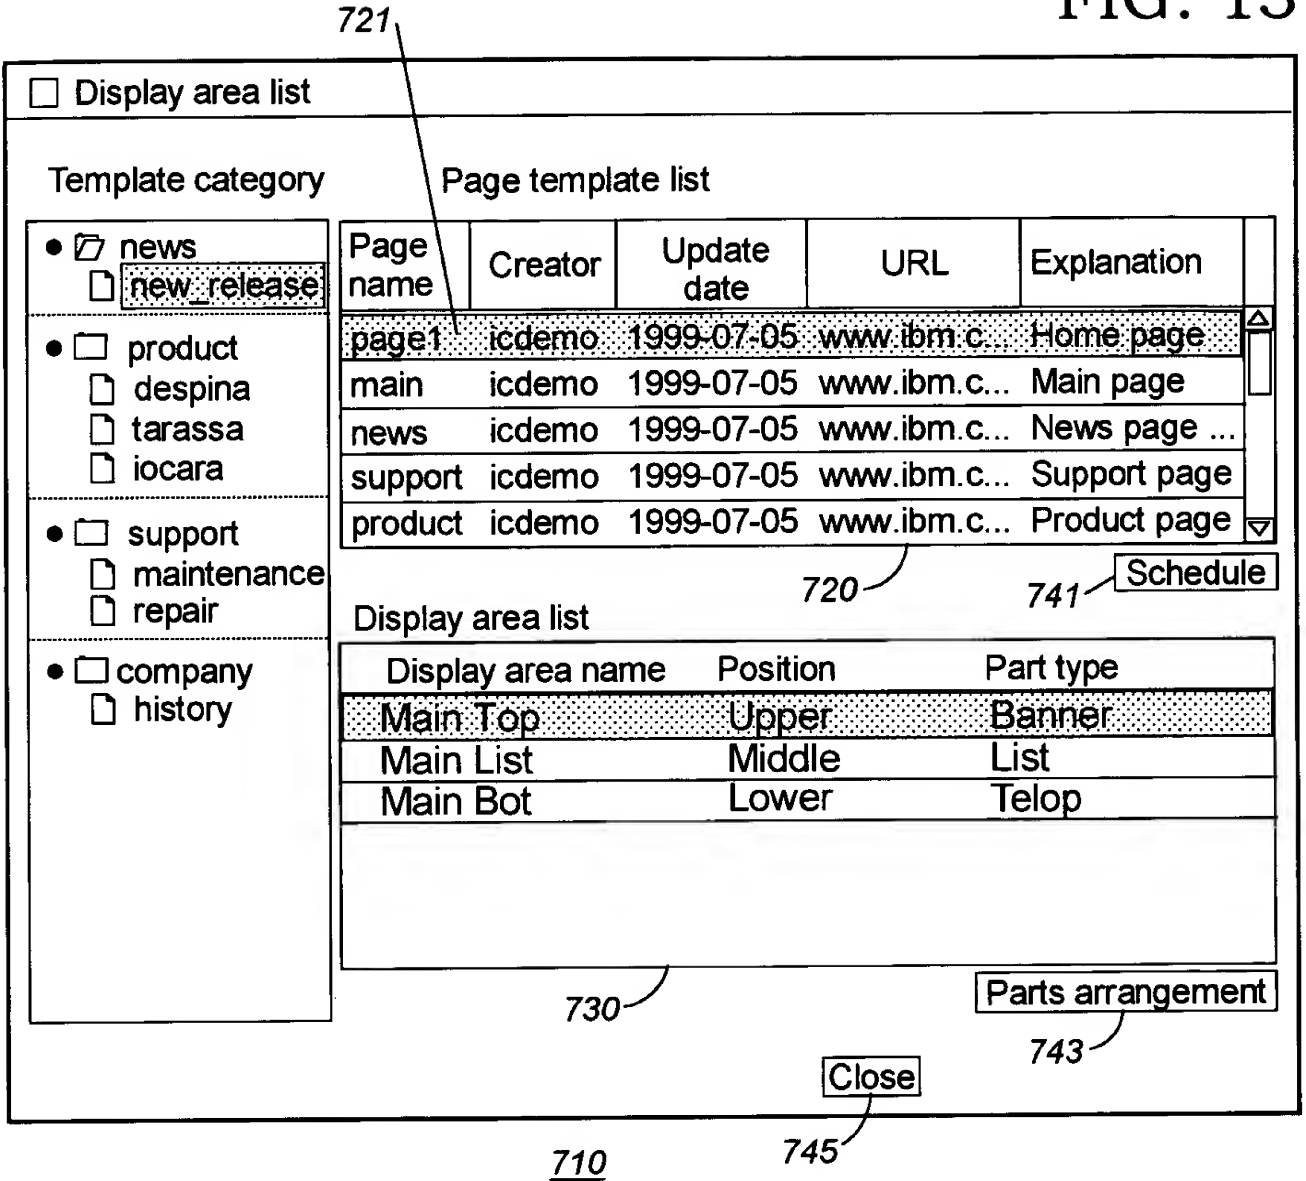 FIG. 13
721
Display area list
Template category
Page template list
news
new_release
product
despina
tarassa
iocara
support
maintenance
repair
company
history
Page name Creator Update date URL Explanation
page1 icdemo 1999-07-05 www.ibm.c... Home page
main icdemo 1999-07-05 www.ibm.c... Main page
news icdemo 1999-07-05 www.ibm.c... News page ...
support icdemo 1999-07-05 www.ibm.c... Support page
product icdemo 1999-07-05 www.ibm.c... Product page
720
741
Schedule
Display area list
Display area name Position Part type
Main Top Upper Banner
Main List Middle List
Main Bot Lower Telop
730
Parts arrangement
743
Close
745
710